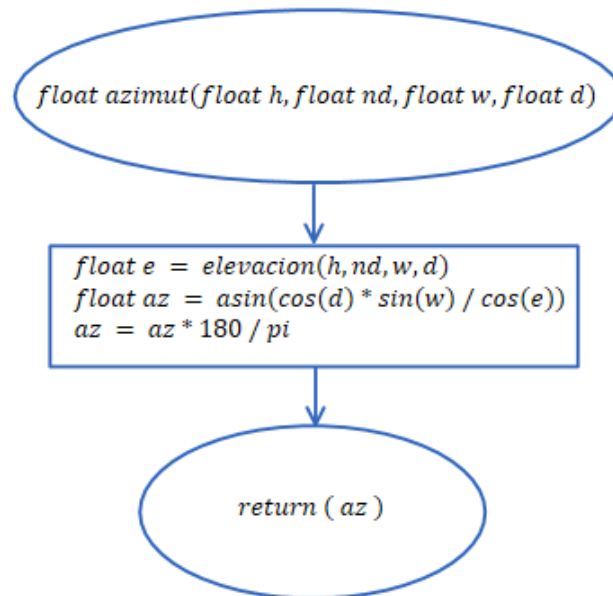 float azimut(float h, float nd, float w, float d)
float e = elevacion(h, nd, w, d)
float az = asin(cos(d) * sin(w) / cos(e))
az = az * 180 / pi
return ( az )